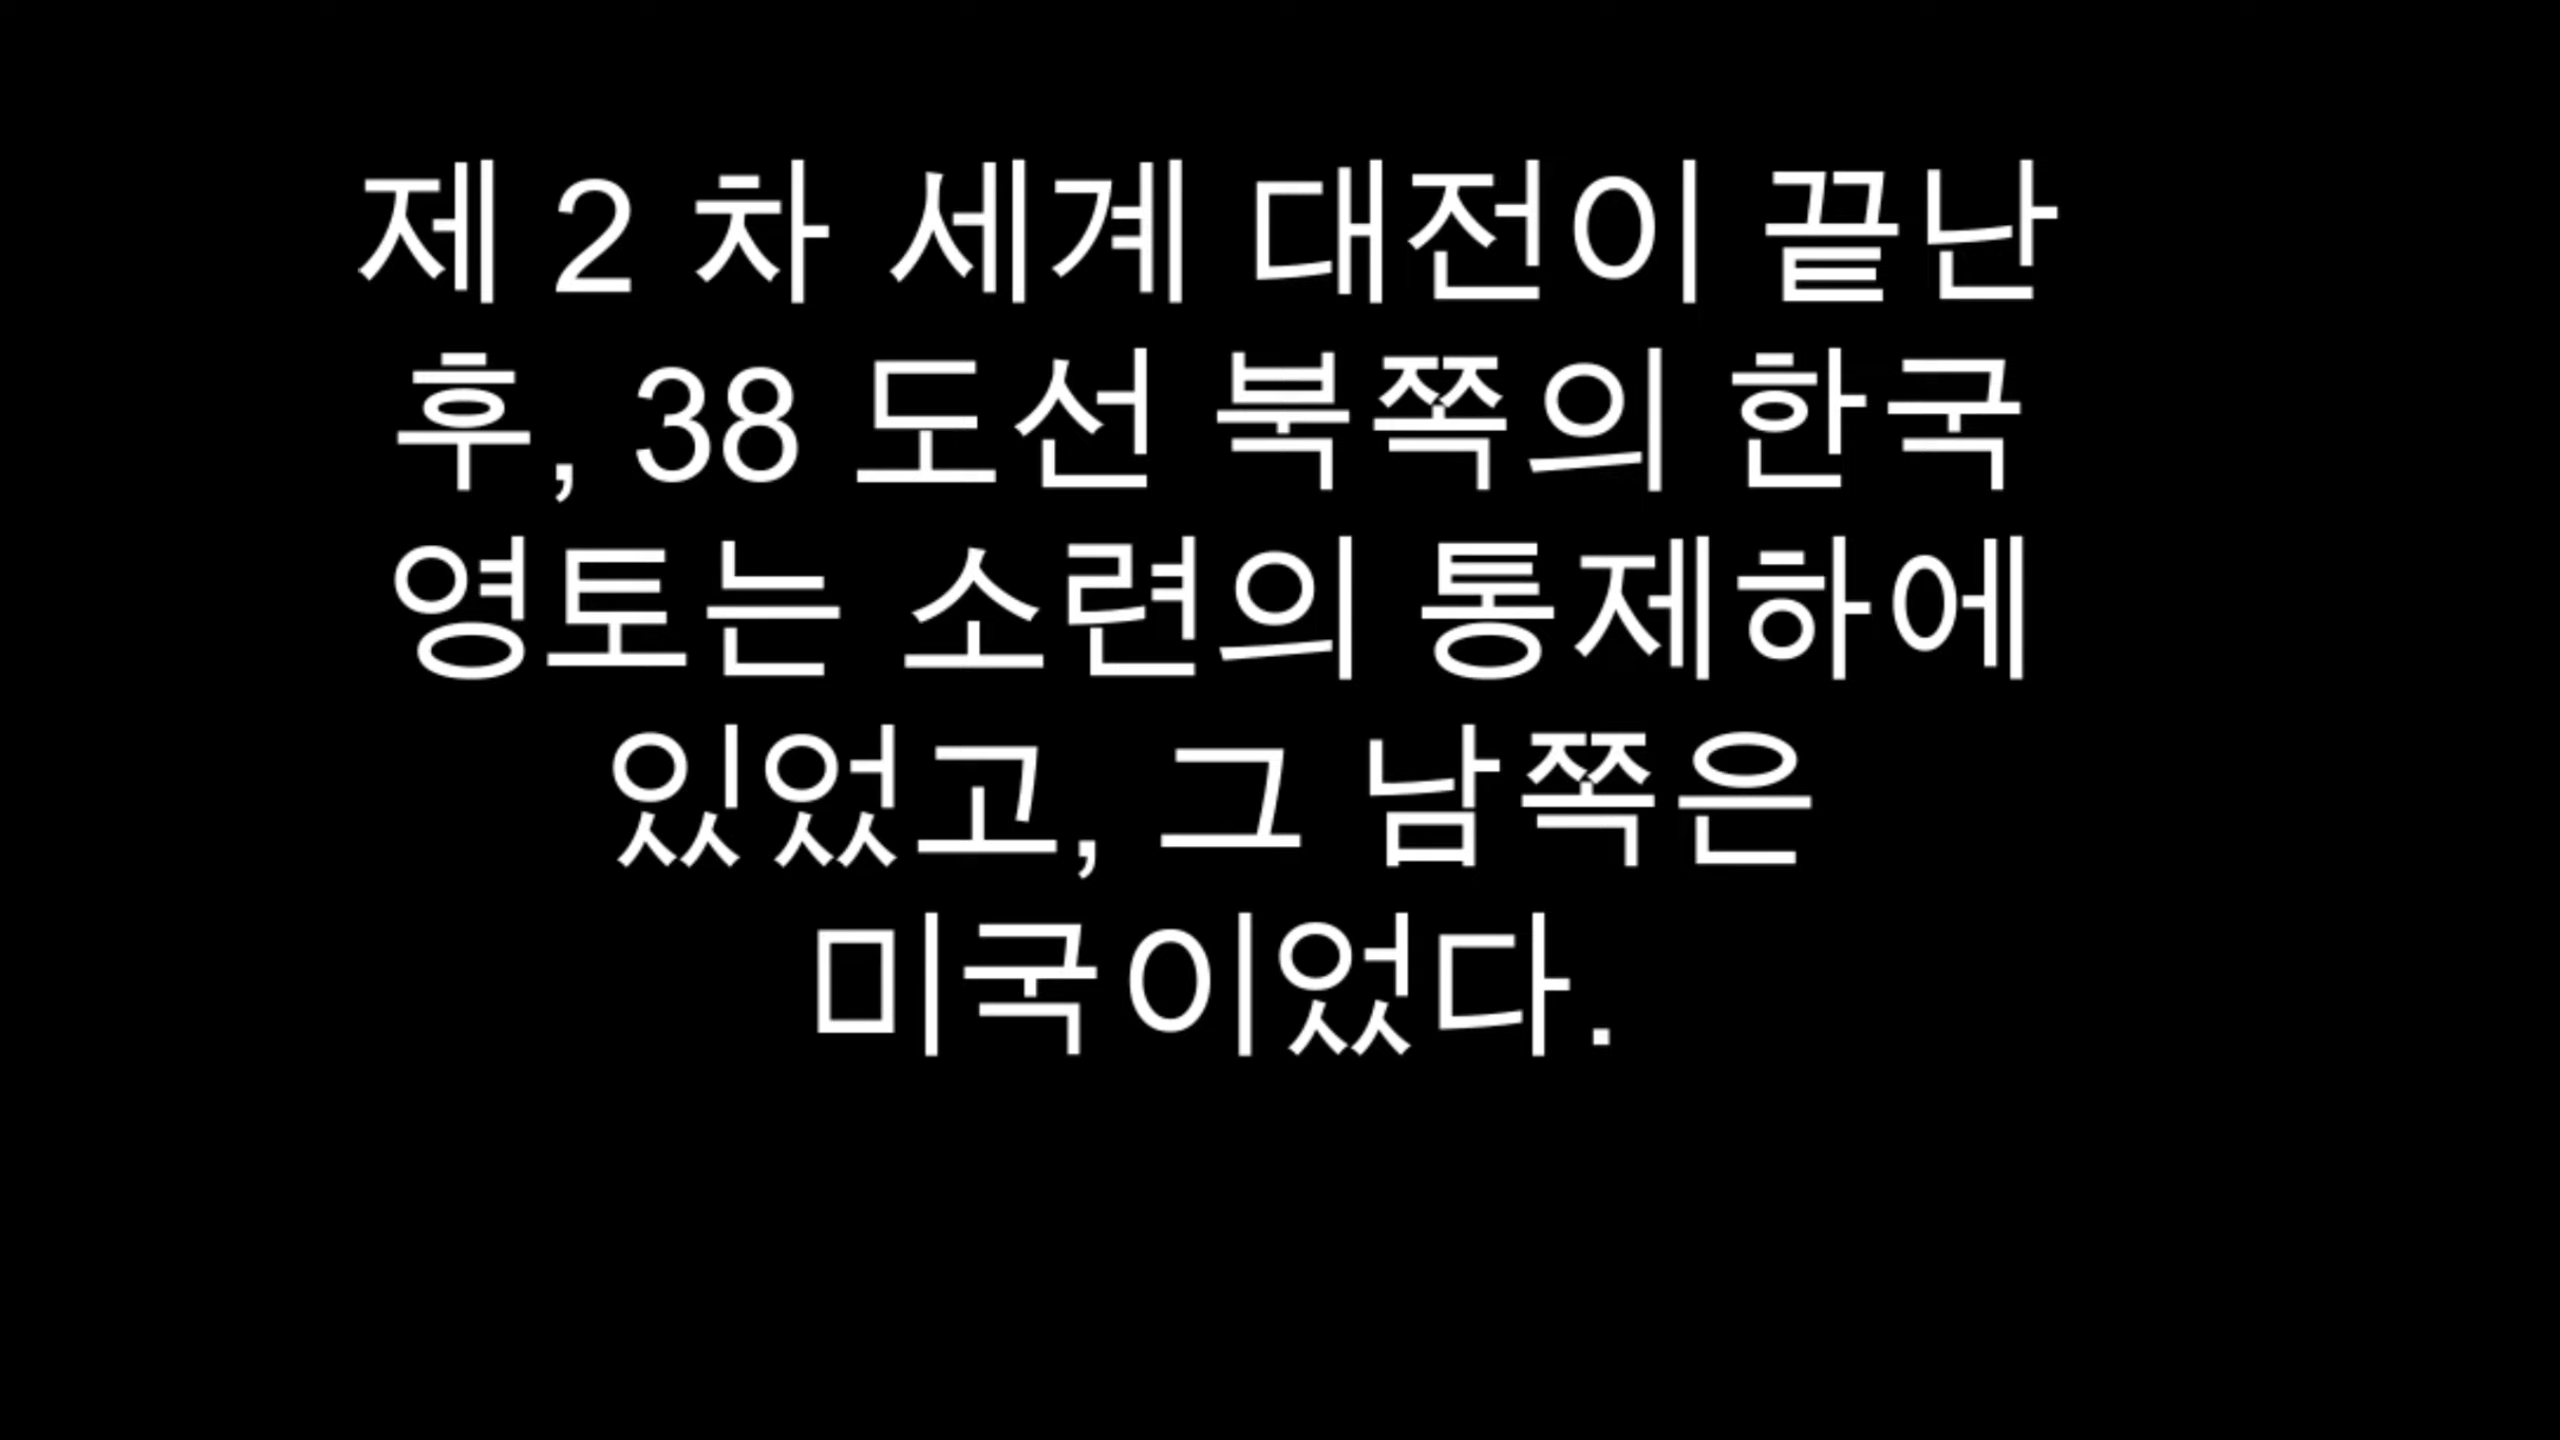 제 2 차 세계 대전이 끝난
후, 38 도선 북쪽의 한국
영토는 소련의 통제하에
있었고, 그 남쪽은
미국이었다.